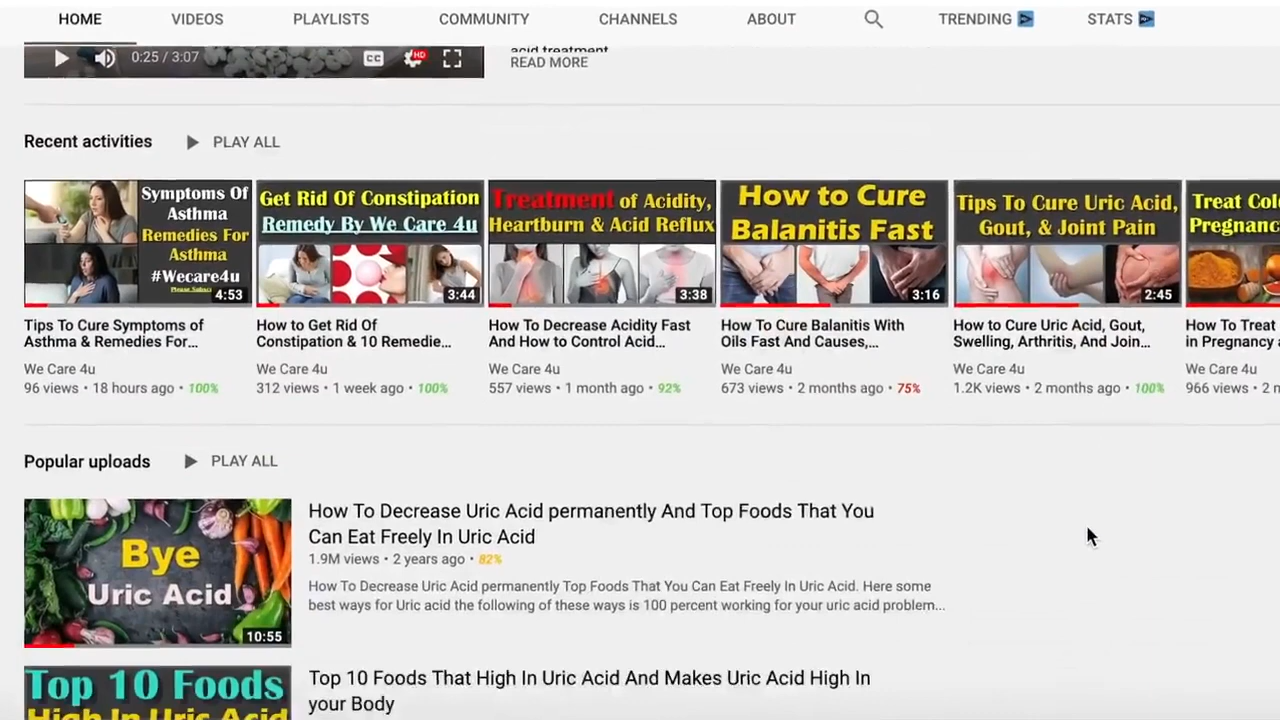 HOME VIDEOS PLAYLISTS COMMUNITY CHANNELS ABOUT TRENDING STATS
acid treatment
0:25 / 3:07 CC HD
READ MORE
Recent activities PLAY ALL
Symptoms Of
Asthma
Remedies For
Asthma
#Wecare4u
4:53
Get Rid Of Constipation
Remedy By We Care 4u
3:44
Treatment of Acidity,
Heartburn & Acid Reflux
3:38
How to Cure
Balanitis Fast
3:16
Tips To Cure Uric Acid,
Gout, & Joint Pain
2:45
Treat Col
Pregnanc
Tips To Cure Symptoms of
Asthma & Remedies For...
We Care 4u
96 views • 18 hours ago • 100%
How to Get Rid Of
Constipation & 10 Remedie...
We Care 4u
312 views • 1 week ago • 100%
How To Decrease Acidity Fast
And How to Control Acid...
We Care 4u
557 views • 1 month ago • 92%
How To Cure Balanitis With
Oils Fast And Causes,...
We Care 4u
673 views • 2 months ago • 75%
How to Cure Uric Acid, Gout,
Swelling, Arthritis, And Join...
We Care 4u
1.2K views • 2 months ago • 100%
How To Treat
in Pregnancy
We Care 4u
966 views • 2
Popular uploads PLAY ALL
Bye
Uric Acid
10:55
How To Decrease Uric Acid permanently And Top Foods That You
Can Eat Freely In Uric Acid
1.9M views • 2 years ago • 82%
How To Decrease Uric Acid permanently Top Foods That You Can Eat Freely In Uric Acid. Here some
best ways for Uric acid the following of these ways is 100 percent working for your uric acid problem...
Top 10 Foods
High In Uric Acid
Top 10 Foods That High In Uric Acid And Makes Uric Acid High In
your Body